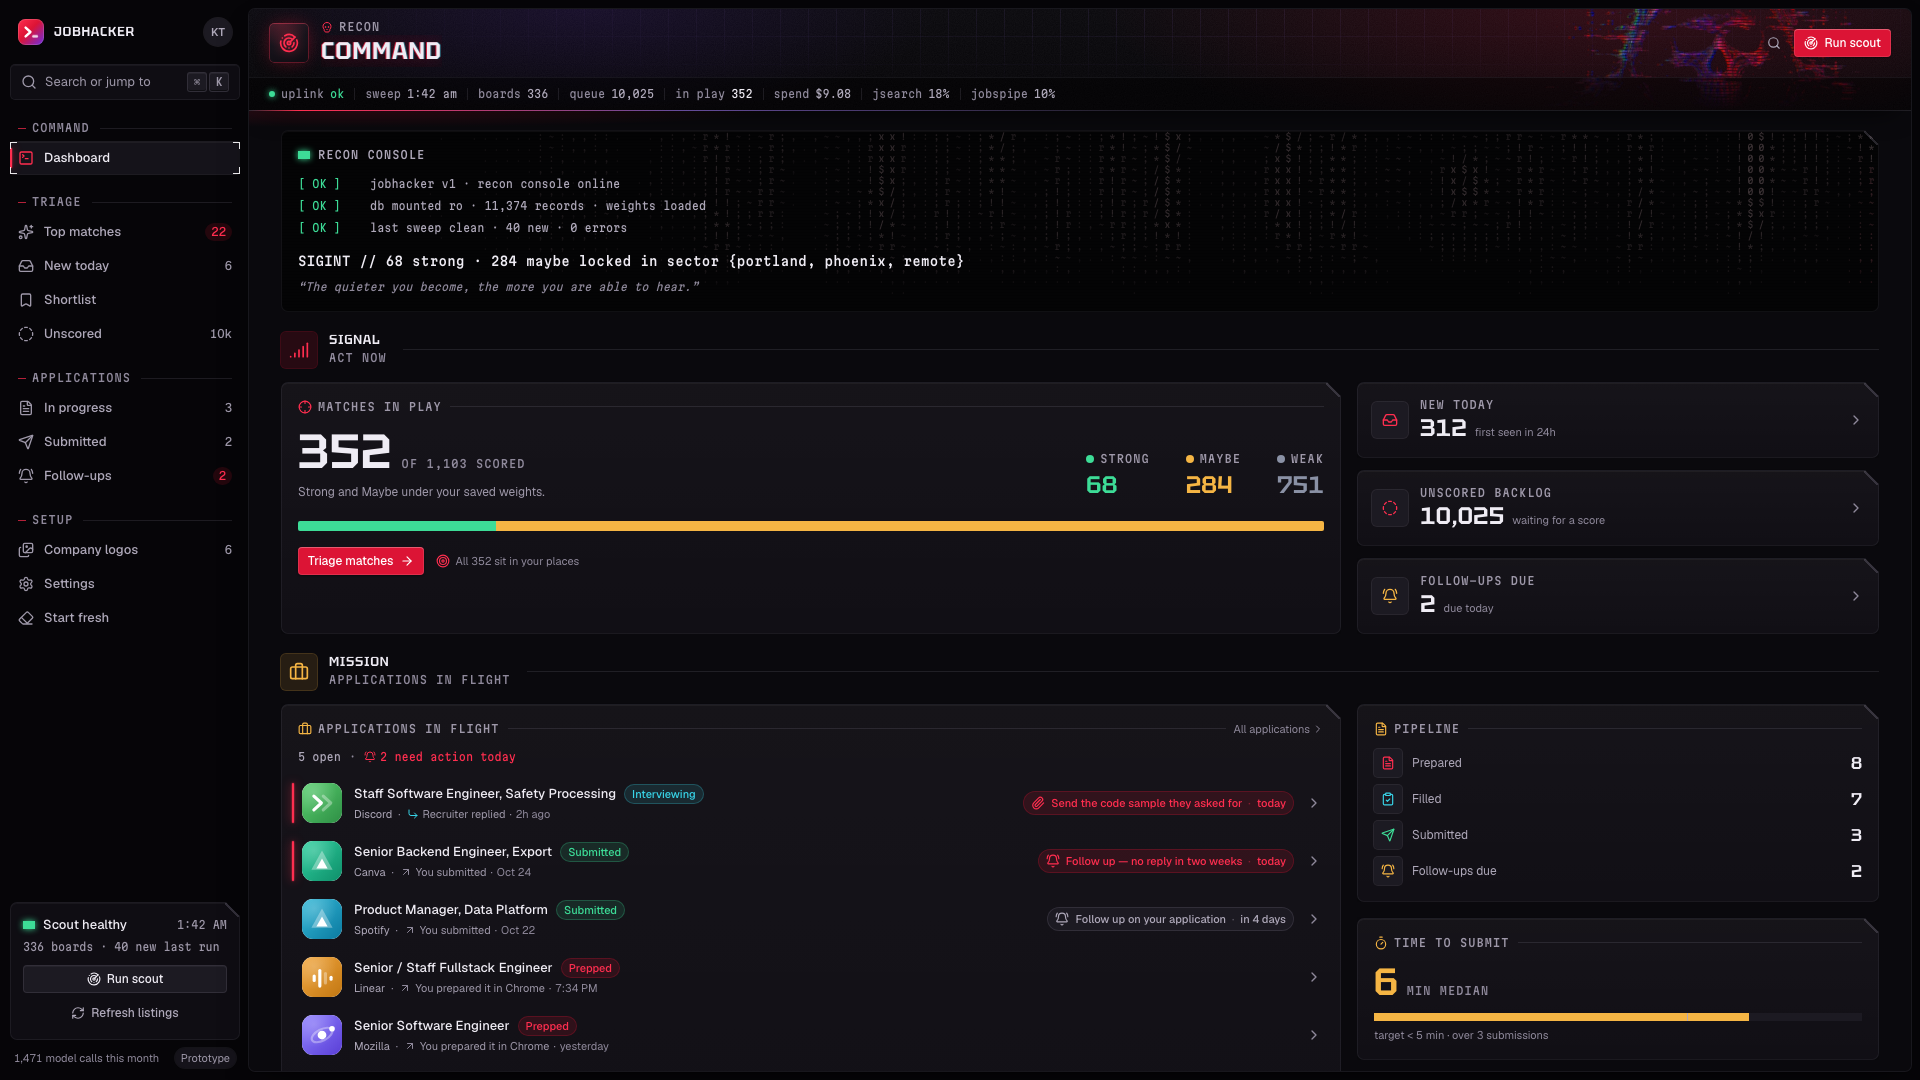 JOBHACKER
KT
Search or jump to
⌘ K
COMMAND
Dashboard
TRIAGE
Top matches 22
New today 6
Shortlist
Unscored 10k
APPLICATIONS
In progress 3
Submitted 2
Follow-ups 2
SETUP
Company logos 6
Settings
Start fresh
Scout healthy 1:42 AM
336 boards · 40 new last run
Run scout
Refresh listings
1,471 model calls this month Prototype
RECON
COMMAND
Run scout
uplink ok sweep 1:42 am boards 336 queue 10,025 in play 352 spend $9.08 jsearch 18% jobspipe 10%
RECON CONSOLE
[ OK ] jobhacker v1 · recon console online
[ OK ] db mounted ro · 11,374 records · weights loaded
[ OK ] last sweep clean · 40 new · 0 errors
SIGINT // 68 strong · 284 maybe locked in sector {portland, phoenix, remote}
“The quieter you become, the more you are able to hear.”
SIGNAL
ACT NOW
MATCHES IN PLAY
352 OF 1,103 SCORED
Strong and Maybe under your saved weights.
STRONG MAYBE WEAK
68 284 751
Triage matches
All 352 sit in your places
NEW TODAY
312 first seen in 24h
UNSCORED BACKLOG
10,025 waiting for a score
FOLLOW-UPS DUE
2 due today
MISSION
APPLICATIONS IN FLIGHT
APPLICATIONS IN FLIGHT
All applications
5 open · 2 need action today
Staff Software Engineer, Safety Processing Interviewing
Discord · Recruiter replied · 2h ago
Send the code sample they asked for · today
Senior Backend Engineer, Export Submitted
Canva · You submitted · Oct 24
Follow up — no reply in two weeks · today
Product Manager, Data Platform Submitted
Spotify · You submitted · Oct 22
Follow up on your application · in 4 days
Senior / Staff Fullstack Engineer Prepped
Linear · You prepared it in Chrome · 7:34 PM
Senior Software Engineer Prepped
Mozilla · You prepared it in Chrome · yesterday
PIPELINE
Prepared 8
Filled 7
Submitted 3
Follow-ups due 2
TIME TO SUBMIT
6 MIN MEDIAN
target < 5 min · over 3 submissions